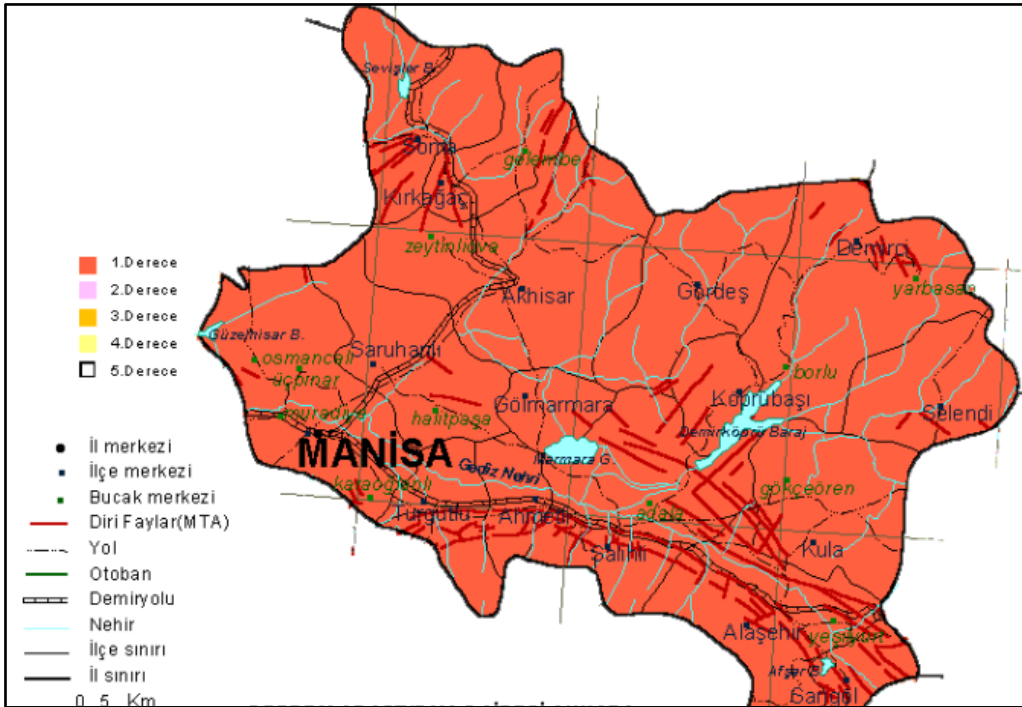 Sevişler B.
Soma
gelembe
Kırkağaç
zeytinliova
Demirci
yarbasan
Akhisar
Gördeş
1.Derece
2.Derece
3.Derece
4.Derece
5.Derece
Güzelhisar B.
osmancalı
üçpınar
Saruhanlı
muradiye
halitpaşa
Gölmarmara
borlu
Köprübaşı
Selendi
Demirköprü Baraj
MANİSA
Marmara G.
Gediz Nehri
karaoğlanlı
Turgutlu
Ahmetli
adala
gökçeören
Salihli
Kula
Alaşehir
yeşilyurt
Afşar B.
Sarıgöl
İl merkezi
İlçe merkezi
Bucak merkezi
Diri Faylar(MTA)
Yol
Otoban
Demiryolu
Nehir
İlçe sınırı
İl sınırı
0 5 Km